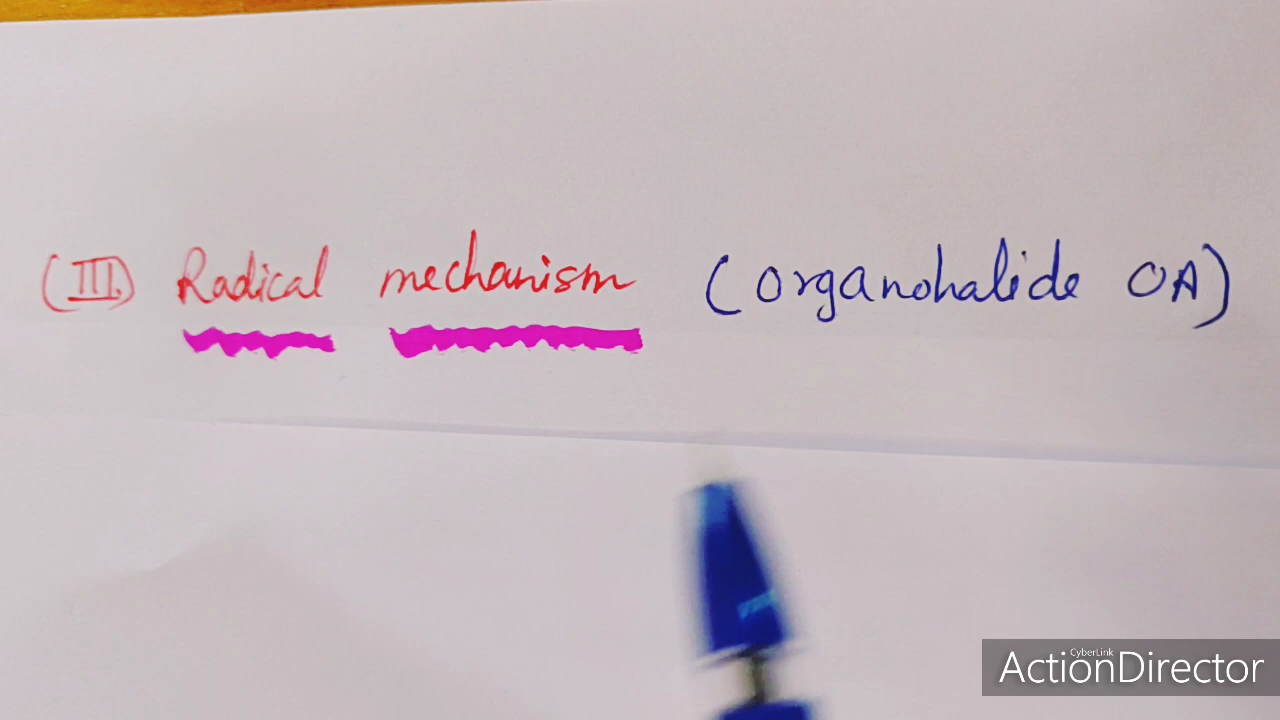 (III.) Radical mechanism (Organohalide OA)
CyberLink
ActionDirector